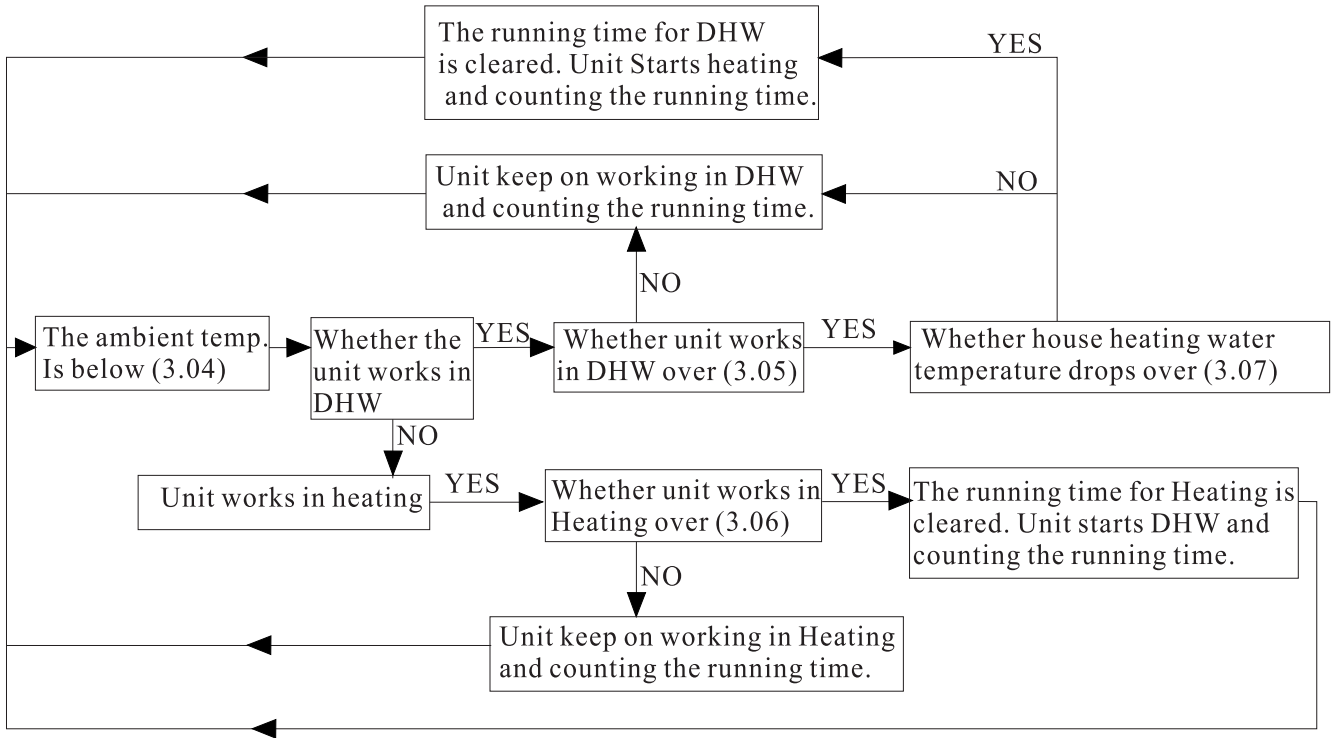 The running time for DHW
is cleared. Unit Starts heating
and counting the running time.
YES
Unit keep on working in DHW
and counting the running time.
NO
NO
The ambient temp.
Is below (3.04)
Whether the
unit works in
DHW
YES
Whether unit works
in DHW over (3.05)
YES
Whether house heating water
temperature drops over (3.07)
NO
Unit works in heating
YES
Whether unit works in
Heating over (3.06)
YES
The running time for Heating is
cleared. Unit starts DHW and
counting the running time.
NO
Unit keep on working in Heating
and counting the running time.